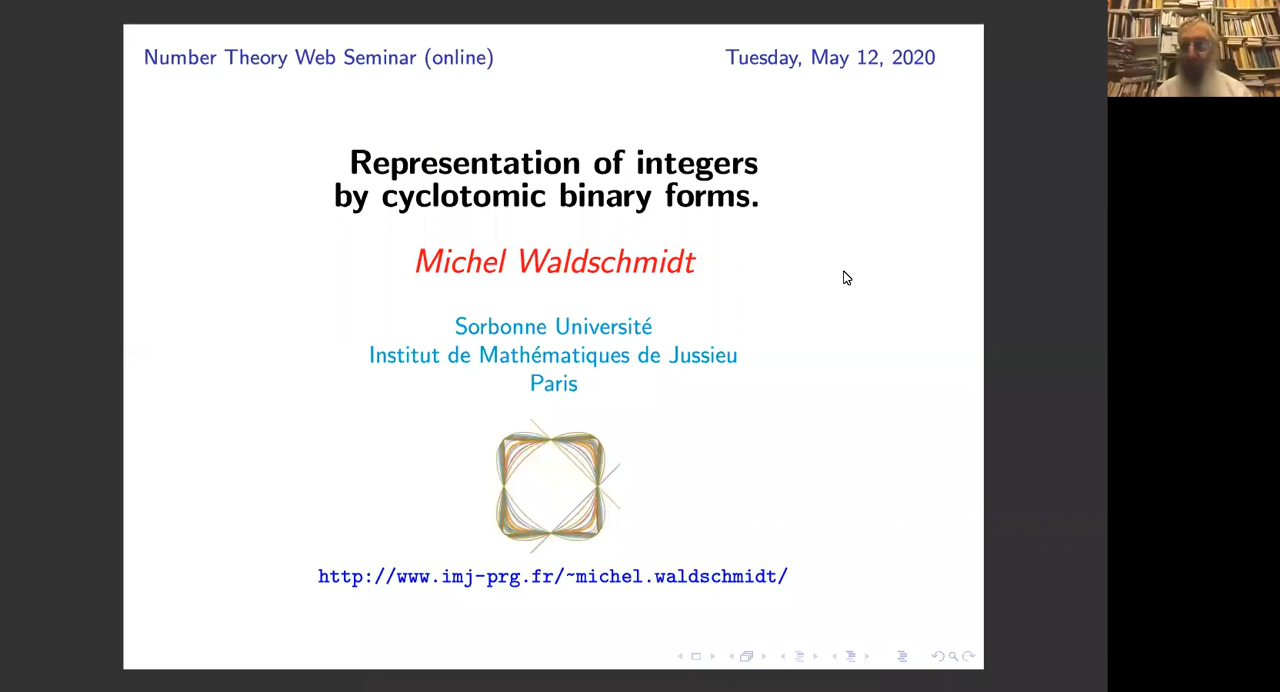 Number Theory Web Seminar (online) Tuesday, May 12, 2020
Representation of integers
by cyclotomic binary forms.
Michel Waldschmidt
Sorbonne Université
Institut de Mathématiques de Jussieu
Paris
http://www.imj-prg.fr/~michel.waldschmidt/